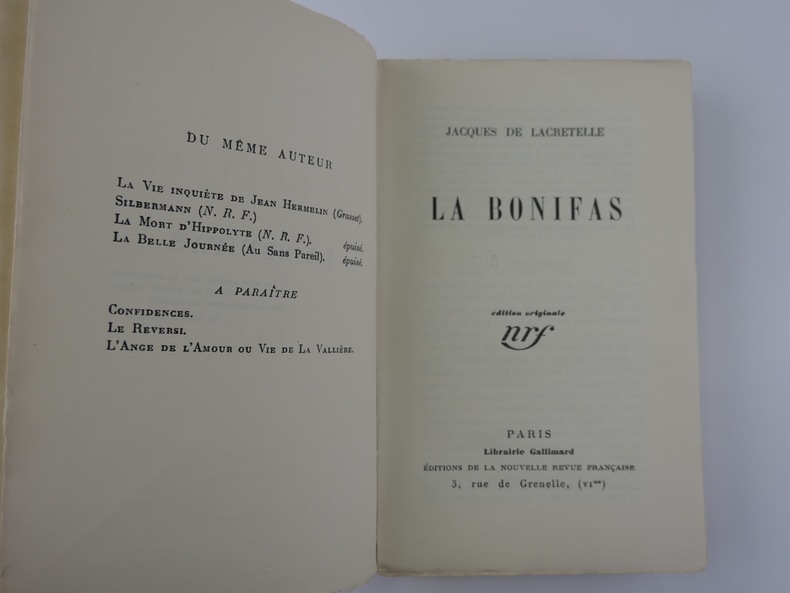 DU MÊME AUTEUR
LA VIE INQUIÈTE DE JEAN HERMELIN (Grasset).
SILBERMANN (N. R. F.)
LA MORT D'HIPPOLYTE (N. R. F.). épuisé.
LA BELLE JOURNÉE (Au Sans Pareil). épuisé.
A PARAÎTRE
CONFIDENCES.
LE REVERSI.
L'ANGE DE L'AMOUR OU VIE DE LA VALLIÈRE.
JACQUES DE LACRETELLE
LA BONIFAS
édition originale
nrf
PARIS
Librairie Gallimard
ÉDITIONS DE LA NOUVELLE REVUE FRANÇAISE
3, rue de Grenelle, (VIme)